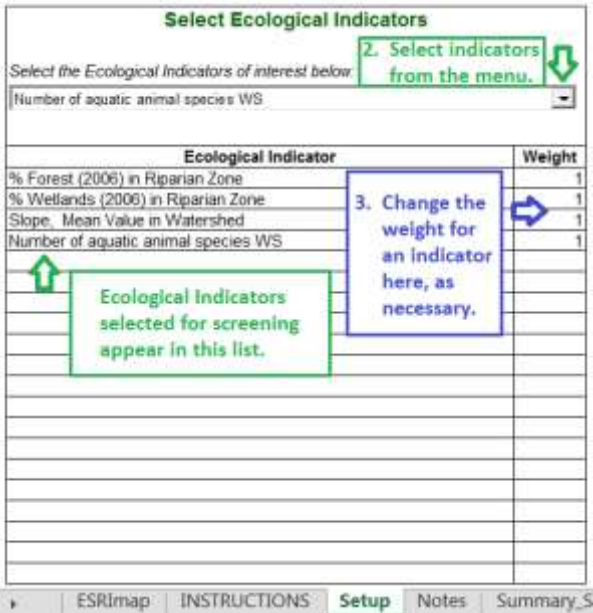 Select Ecological Indicators
2. Select indicators
from the menu.
Select the Ecological Indicators of interest below.
Number of aquatic animal species WS
Ecological Indicator Weight
% Forest (2006) in Riparian Zone 1
% Wetlands (2006) in Riparian Zone 1
Slope, Mean Value in Watershed 1
Number of aquatic animal species WS 1
3. Change the
weight for
an indicator
here, as
necessary.
Ecological Indicators
selected for screening
appear in this list.
ESRImap INSTRUCTIONS Setup Notes Summary_S